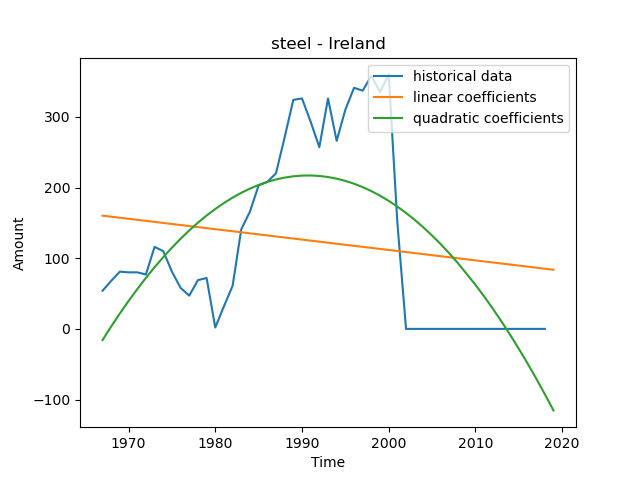 steel - Ireland
historical data
linear coefficients
quadratic coefficients
300
200
100
0
−100
Amount
1970 1980 1990 2000 2010 2020
Time